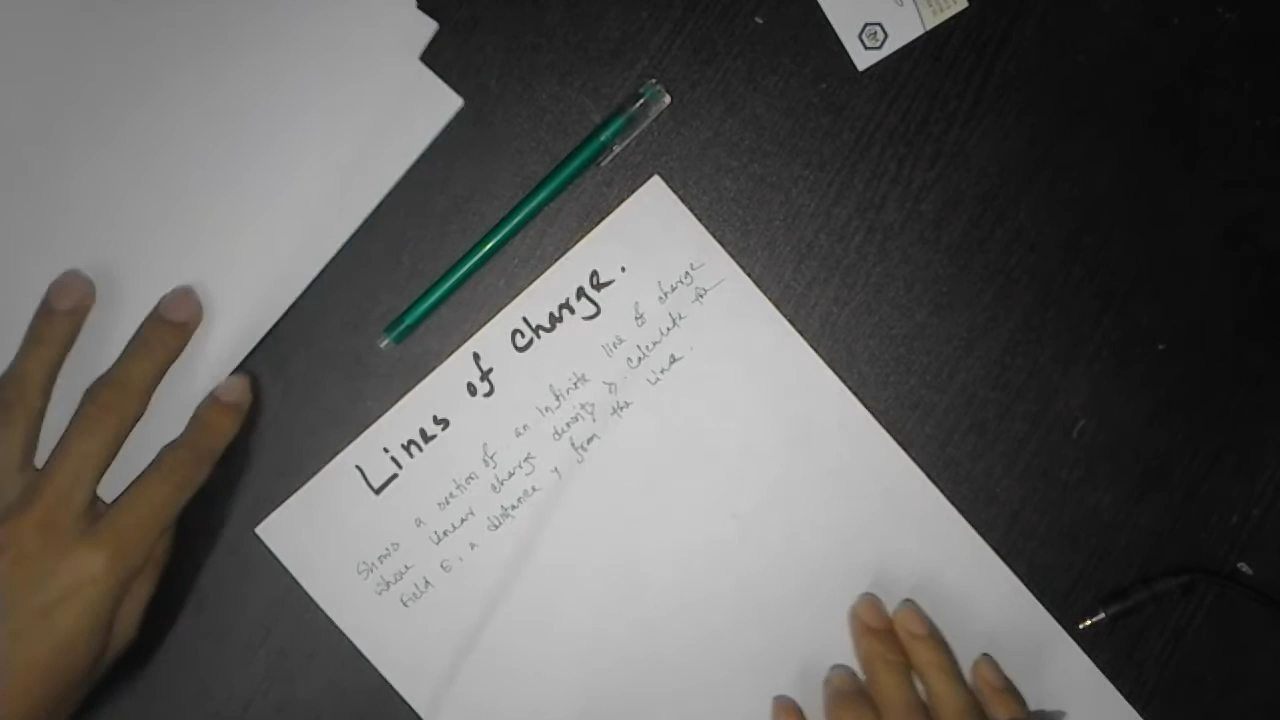 Lines of charge.
Shows a section of an infinite line of charge
whose linear charge density λ. calculate the
field E. A distance y from the line.